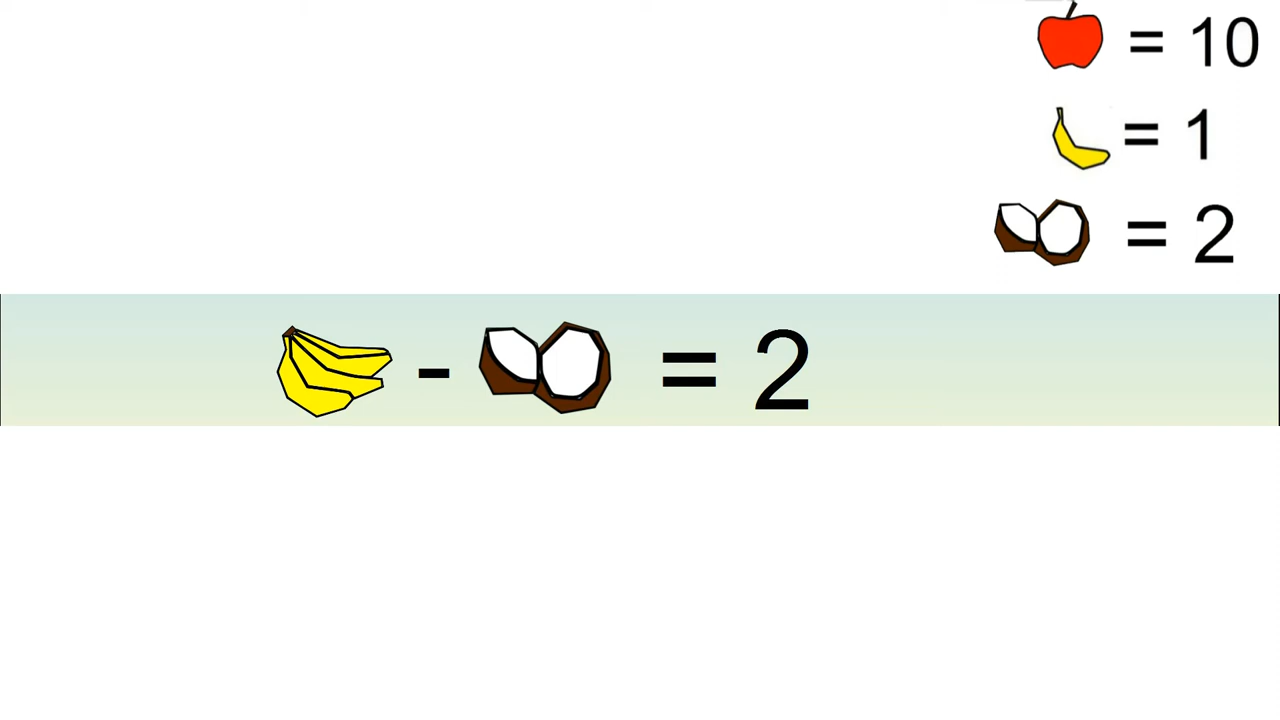 = 10
= 1
= 2
- = 2